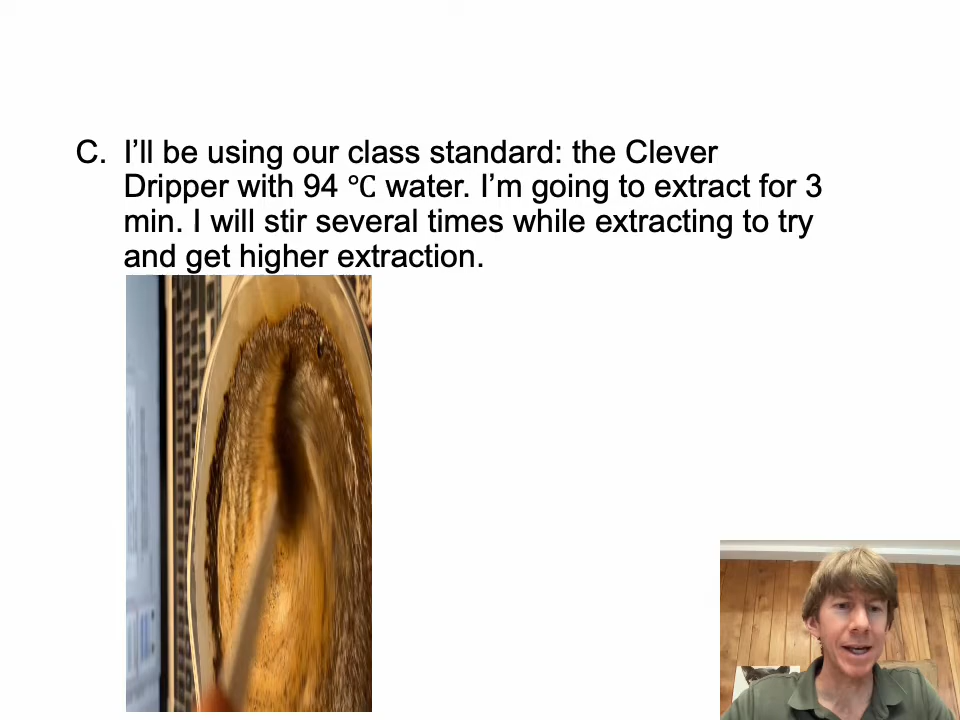 C. I’ll be using our class standard: the Clever
Dripper with 94 ℃ water. I’m going to extract for 3
min. I will stir several times while extracting to try
and get higher extraction.